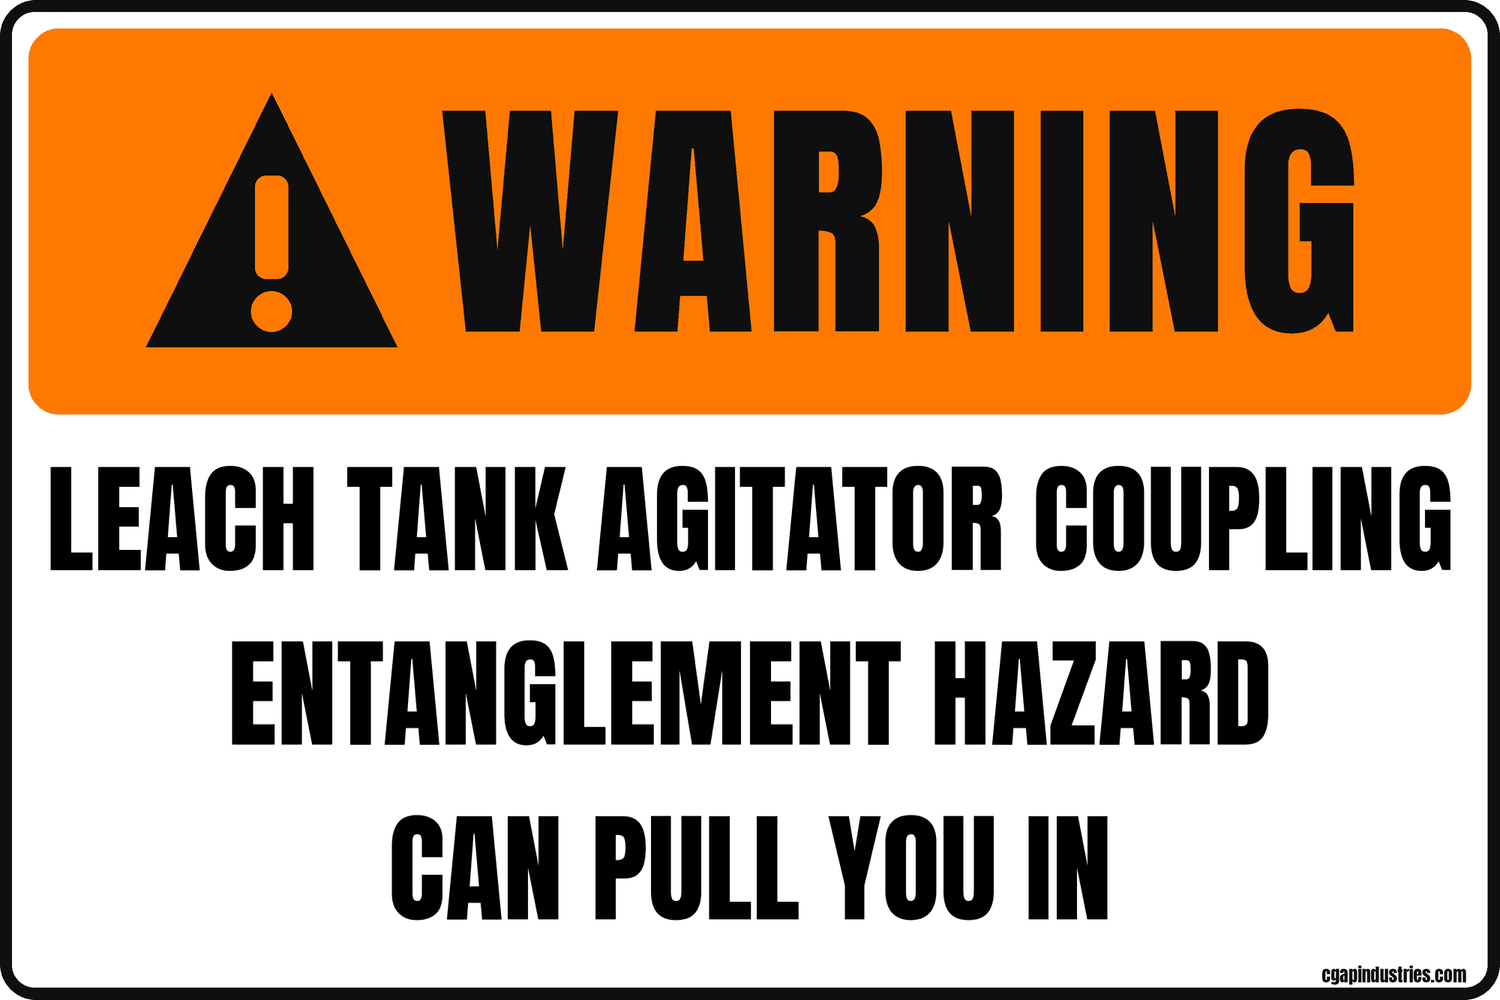 WARNING
LEACH TANK AGITATOR COUPLING
ENTANGLEMENT HAZARD
CAN PULL YOU IN
cgapindustries.com